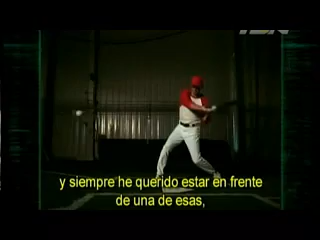 y siempre he querido estar en frente
de una de esas,